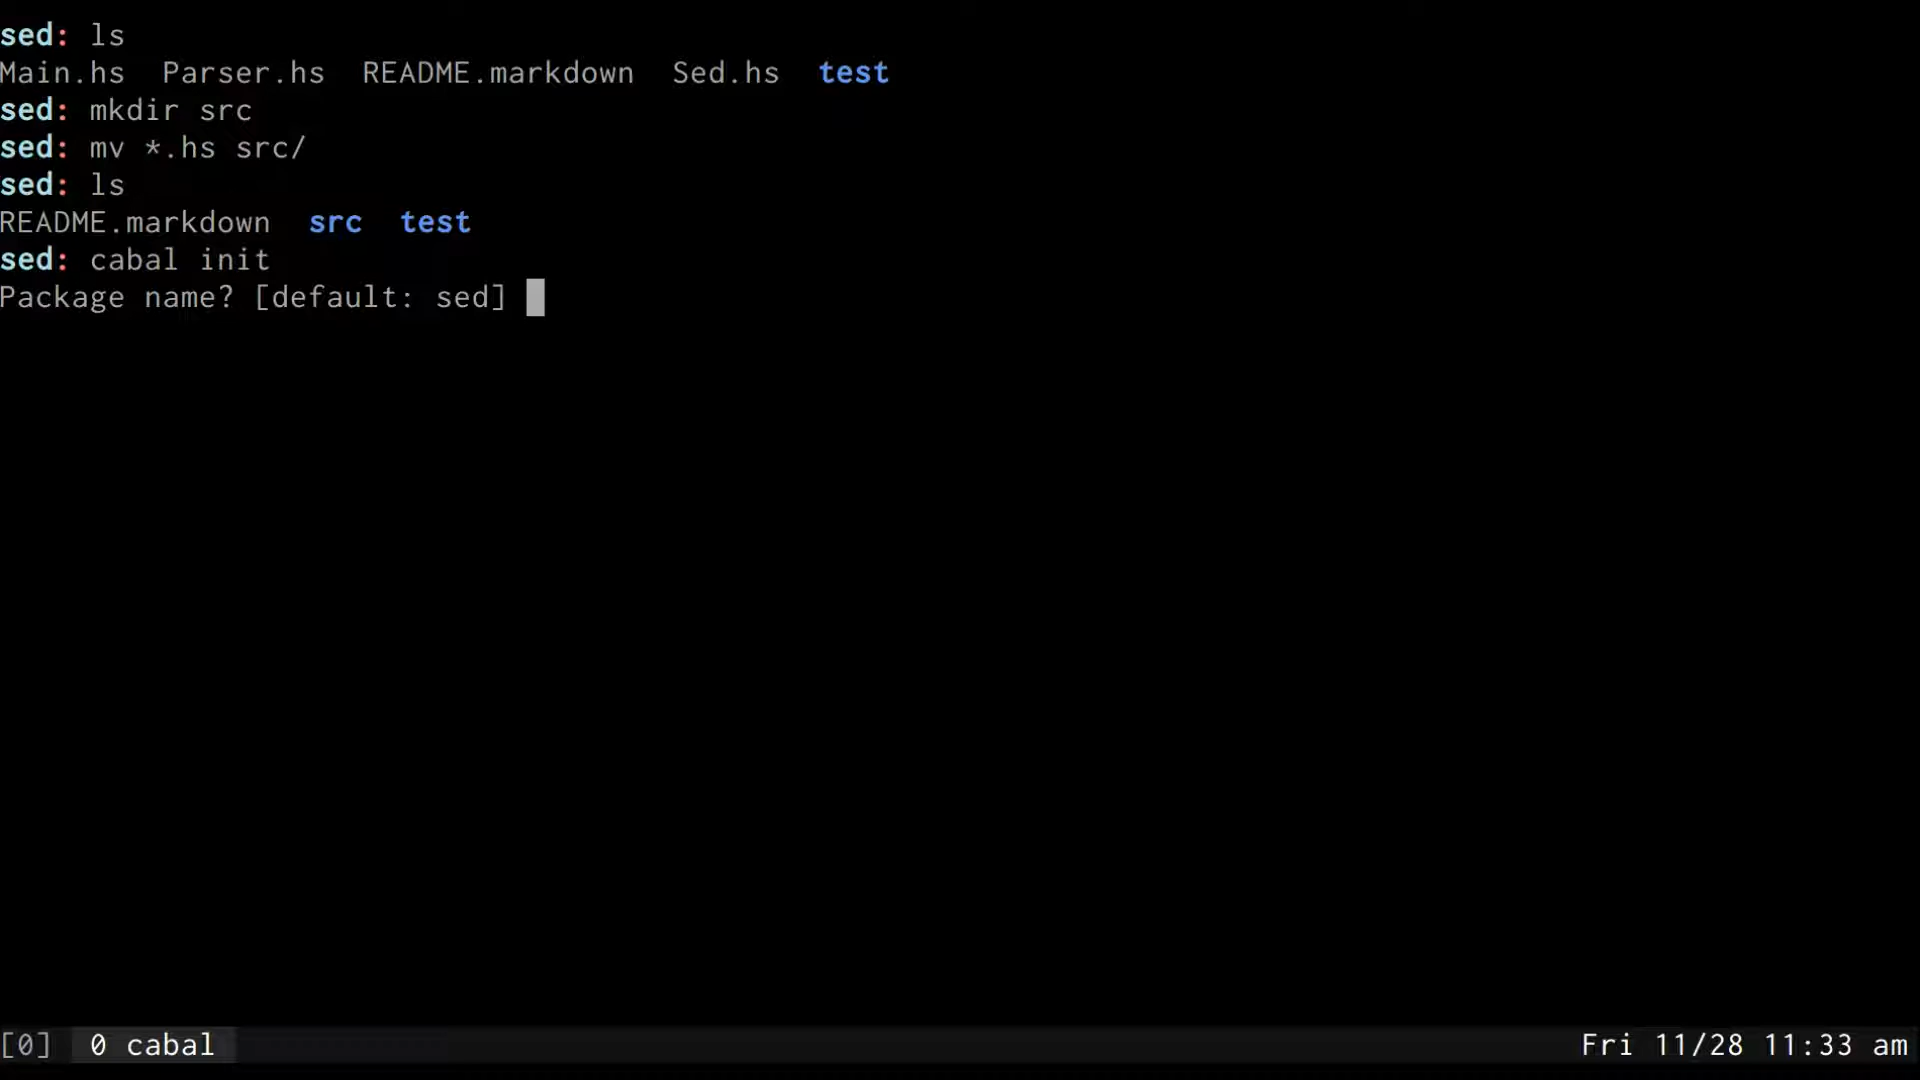 sed: ls
Main.hs  Parser.hs  README.markdown  Sed.hs  test
sed: mkdir src
sed: mv *.hs src/
sed: ls
README.markdown  src  test
sed: cabal init
Package name? [default: sed]
[0]  0 cabal  Fri 11/28 11:33 am